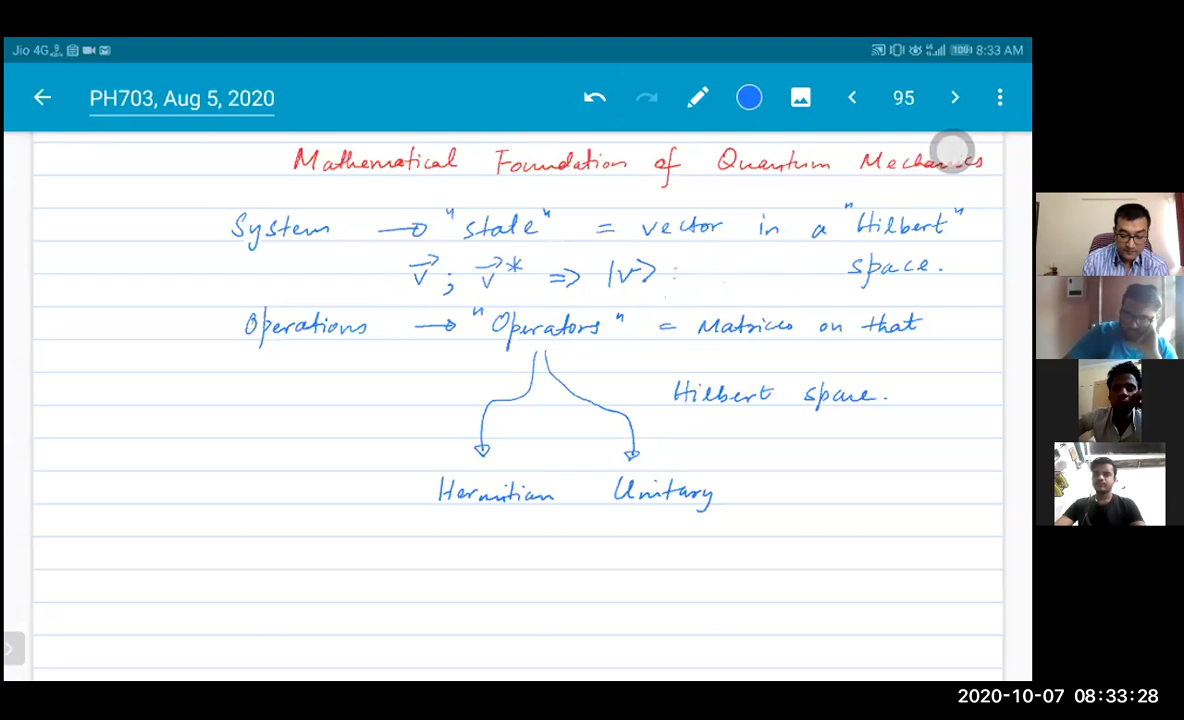 Jio 4G 8:33 AM
PH703, Aug 5, 2020 95
Mathematical Foundation of Quantum Mechanics
System → "state" = vector in a "Hilbert"
v⃗ ; v⃗* ⇒ |v⟩ : space.
Operations → "Operators" = Matrices on that
Hilbert space.
Hermitian Unitary
2020-10-07 08:33:28